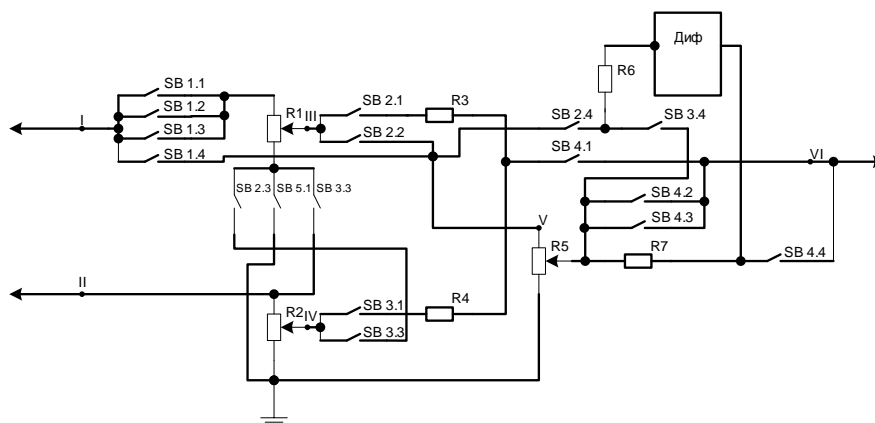 Диф
R6
SB 1.1
SB 1.2
SB 1.3
SB 1.4
I
R1
III
SB 2.1
SB 2.2
R3
SB 2.4
SB 3.4
SB 4.1
VI
SB 2.3
SB 5.1
SB 3.3
SB 4.2
SB 4.3
V
R5
R7
SB 4.4
II
R2
IV
SB 3.1
SB 3.3
R4